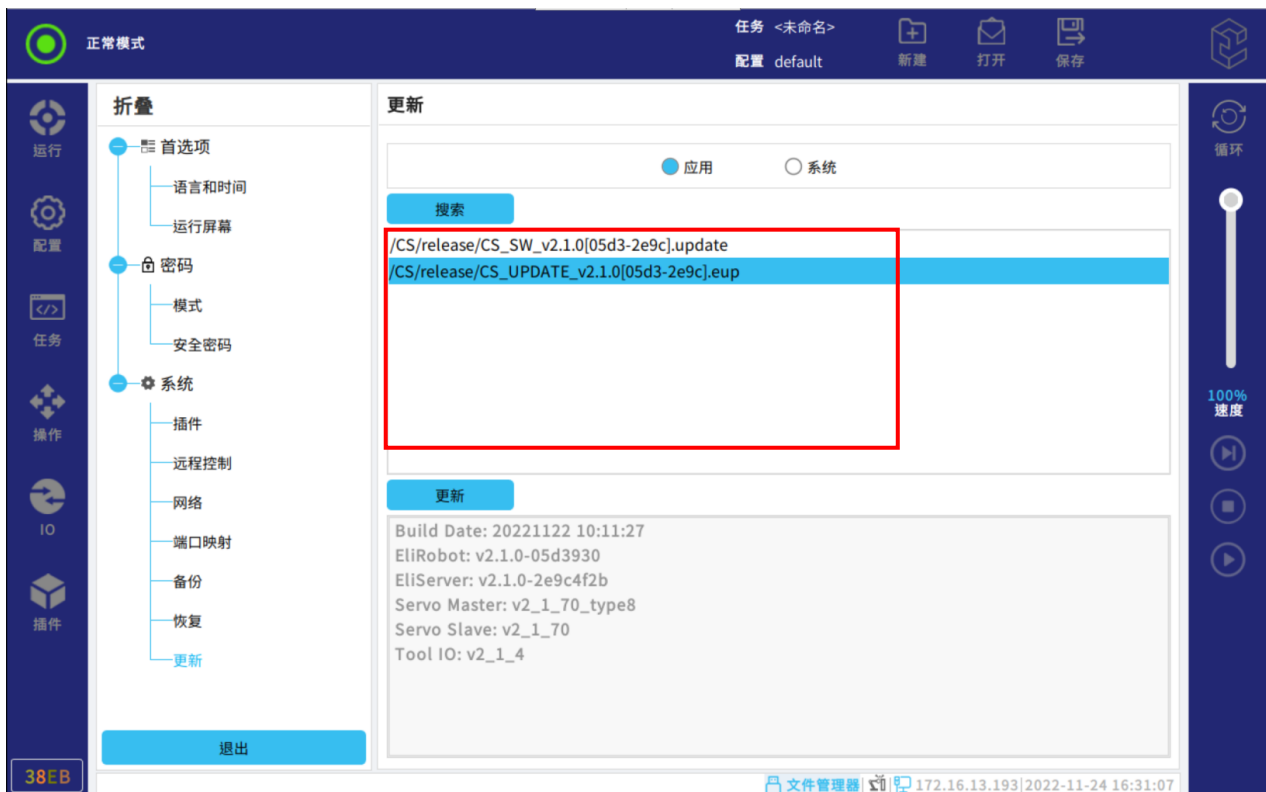 正常模式
任务 <未命名>
配置 default
新建
打开
保存
运行
配置
任务
操作
IO
插件
38EB
折叠
首选项
语言和时间
运行屏幕
密码
模式
安全密码
系统
插件
远程控制
网络
端口映射
备份
恢复
更新
退出
更新
应用 系统
搜索
/CS/release/CS_SW_v2.1.0[05d3-2e9c].update
/CS/release/CS_UPDATE_v2.1.0[05d3-2e9c].eup
更新
Build Date: 20221122 10:11:27
EliRobot: v2.1.0-05d3930
EliServer: v2.1.0-2e9c4f2b
Servo Master: v2_1_70_type8
Servo Slave: v2_1_70
Tool IO: v2_1_4
循环
100%
速度
文件管理器 172.16.13.193|2022-11-24 16:31:07